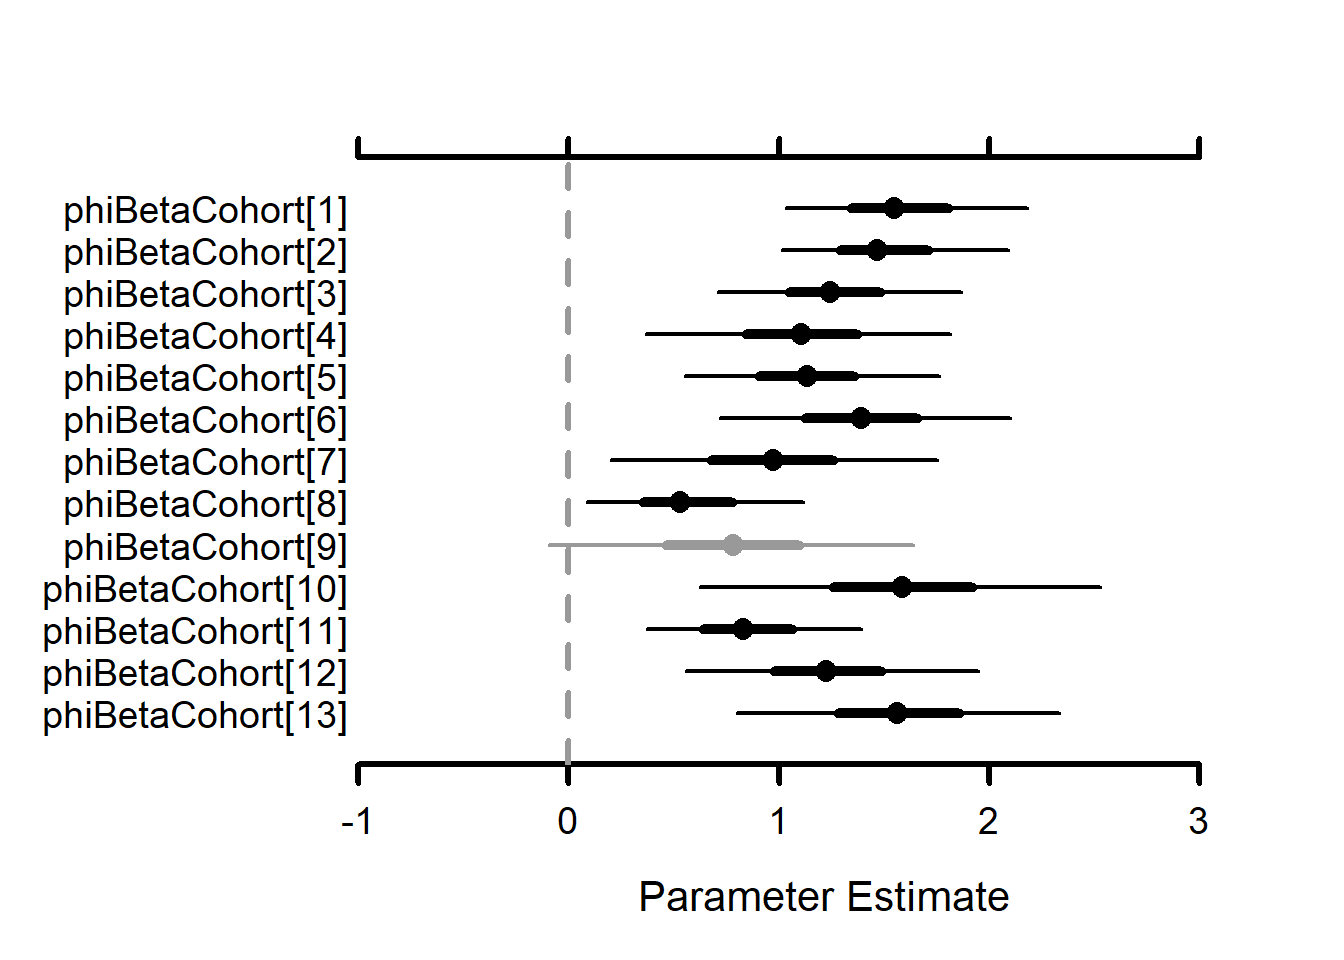 phiBetaCohort[1]
phiBetaCohort[2]
phiBetaCohort[3]
phiBetaCohort[4]
phiBetaCohort[5]
phiBetaCohort[6]
phiBetaCohort[7]
phiBetaCohort[8]
phiBetaCohort[9]
phiBetaCohort[10]
phiBetaCohort[11]
phiBetaCohort[12]
phiBetaCohort[13]
-1 0 1 2 3
Parameter Estimate